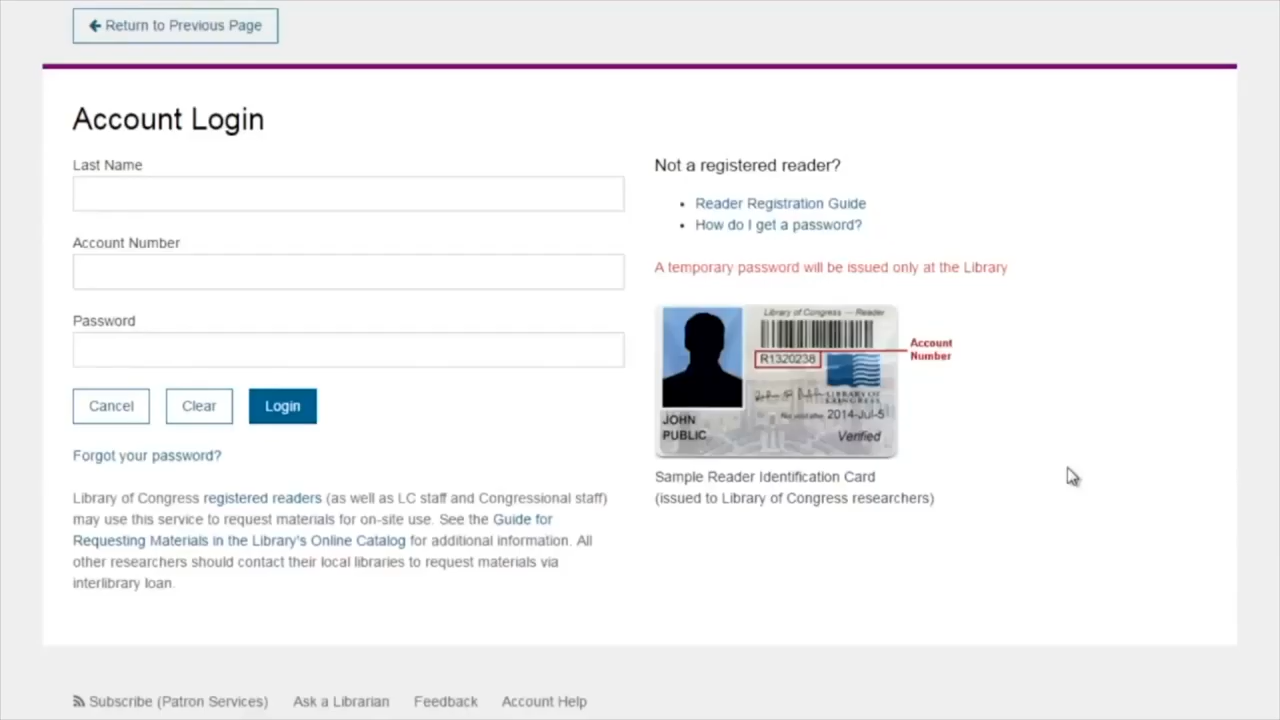 Return to Previous Page
Account Login
Last Name
Account Number
Password
Cancel Clear Login
Forgot your password?
Library of Congress registered readers (as well as LC staff and Congressional staff)
may use this service to request materials for on-site use. See the Guide for
Requesting Materials in the Library's Online Catalog for additional information. All
other researchers should contact their local libraries to request materials via
interlibrary loan.
Not a registered reader?
Reader Registration Guide
How do I get a password?
A temporary password will be issued only at the Library
Library of Congress — Reader
R1320238
Account
Number
LIBRARY OF
CONGRESS
2014-Jul-5
JOHN
PUBLIC
Verified
Sample Reader Identification Card
(issued to Library of Congress researchers)
Subscribe (Patron Services) Ask a Librarian Feedback Account Help